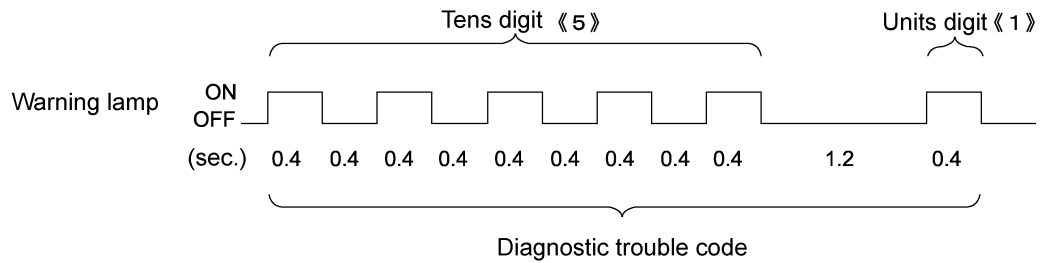 Tens digit《5》 Units digit《1》
ON
Warning lamp
OFF
(sec.) 0.4 0.4 0.4 0.4 0.4 0.4 0.4 0.4 0.4 1.2 0.4
Diagnostic trouble code